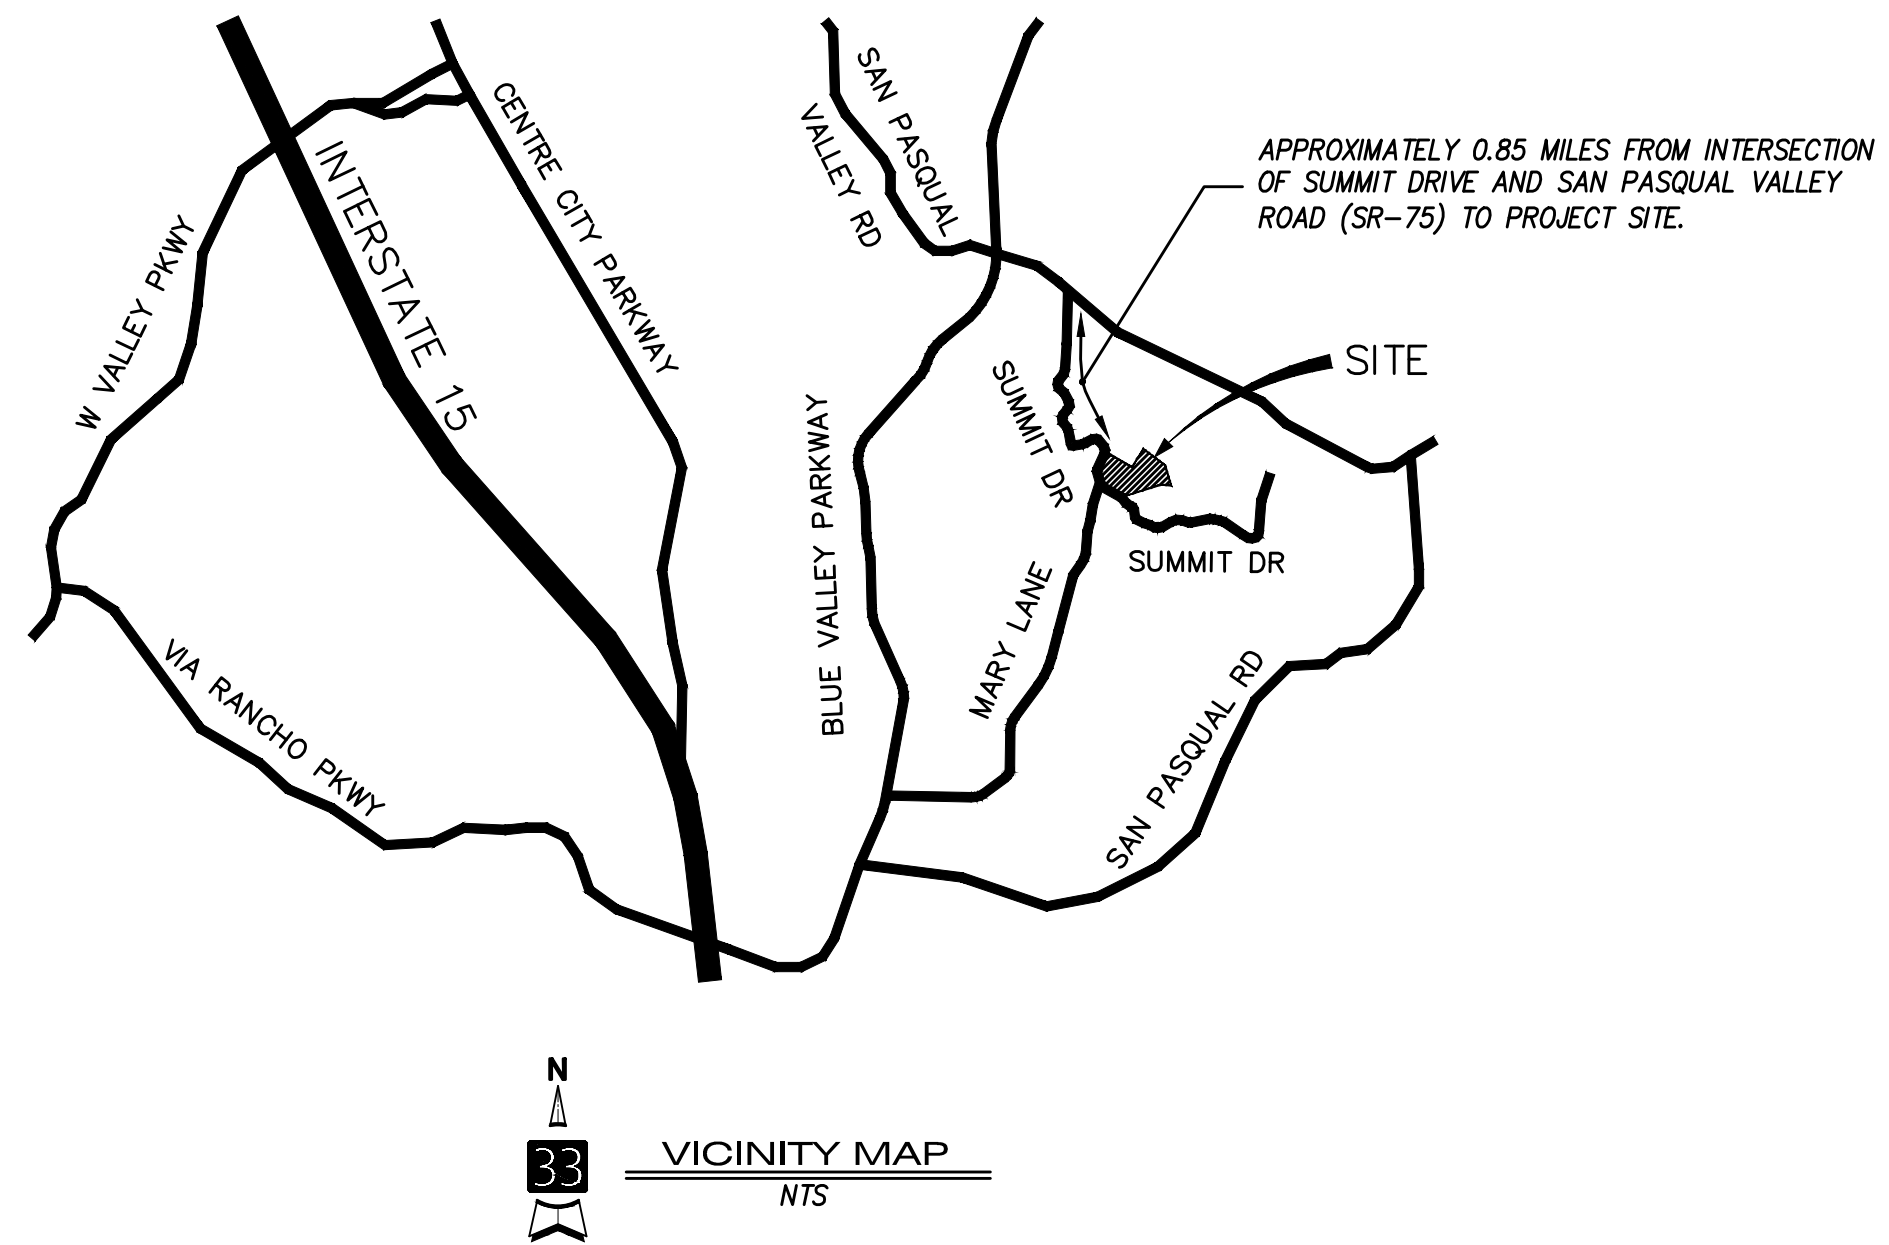 SAN PASQUAL
VALLEY RD
CENTRE CITY PARKWAY
INTERSTATE 15
W VALLEY PKWY
APPROXIMATELY 0.85 MILES FROM INTERSECTION
OF SUMMIT DRIVE AND SAN PASQUAL VALLEY
ROAD (SR-75) TO PROJECT SITE.
SITE
SUMMIT DR
BLUE VALLEY PARKWAY
SUMMIT DR
MARY LANE
VIA RANCHO PKWY
SAN PASQUAL RD
N
33
VICINITY MAP
NTS